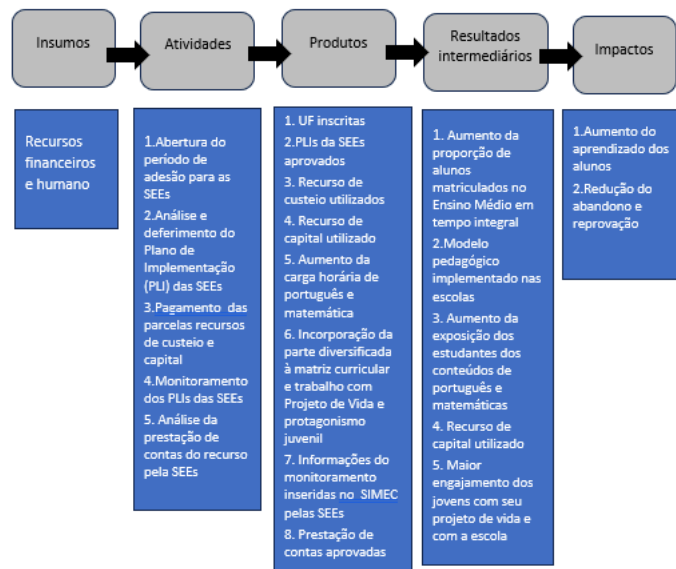 Insumos
Atividades
Produtos
Resultados
intermediários
Impactos
Recursos
financeiros
e humano
1.Abertura do
período de
adesão para as
SEEs
2.Análise e
deferimento do
Plano de
Implementação
(PLI) das SEEs
3.Pagamento das
parcelas recursos
de custeio e
capital
4.Monitoramento
dos PLIs das SEEs
5. Análise da
prestação de
contas do recurso
pela SEEs
1. UF inscritas
2.PLIs da SEEs
aprovados
3. Recurso de
custeio utilizados
4. Recurso de
capital utilizado
5. Aumento da
carga horária de
português e
matemática
6. Incorporação da
parte diversificada
à matriz curricular
e trabalho com
Projeto de Vida e
protagonismo
juvenil
7. Informações do
monitoramento
inseridas no SIMEC
pelas SEEs
8. Prestação de
contas aprovadas
1. Aumento da
proporção de
alunos
matriculados no
Ensino Médio em
tempo integral
2.Modelo
pedagógico
implementado nas
escolas
3. Aumento da
exposição dos
estudantes dos
conteúdos de
português e
matemáticas
4. Recurso de
capital utilizado
5. Maior
engajamento dos
jovens com seu
projeto de vida e
com a escola
1.Aumento do
aprendizado dos
alunos
2.Redução do
abandono e
reprovação